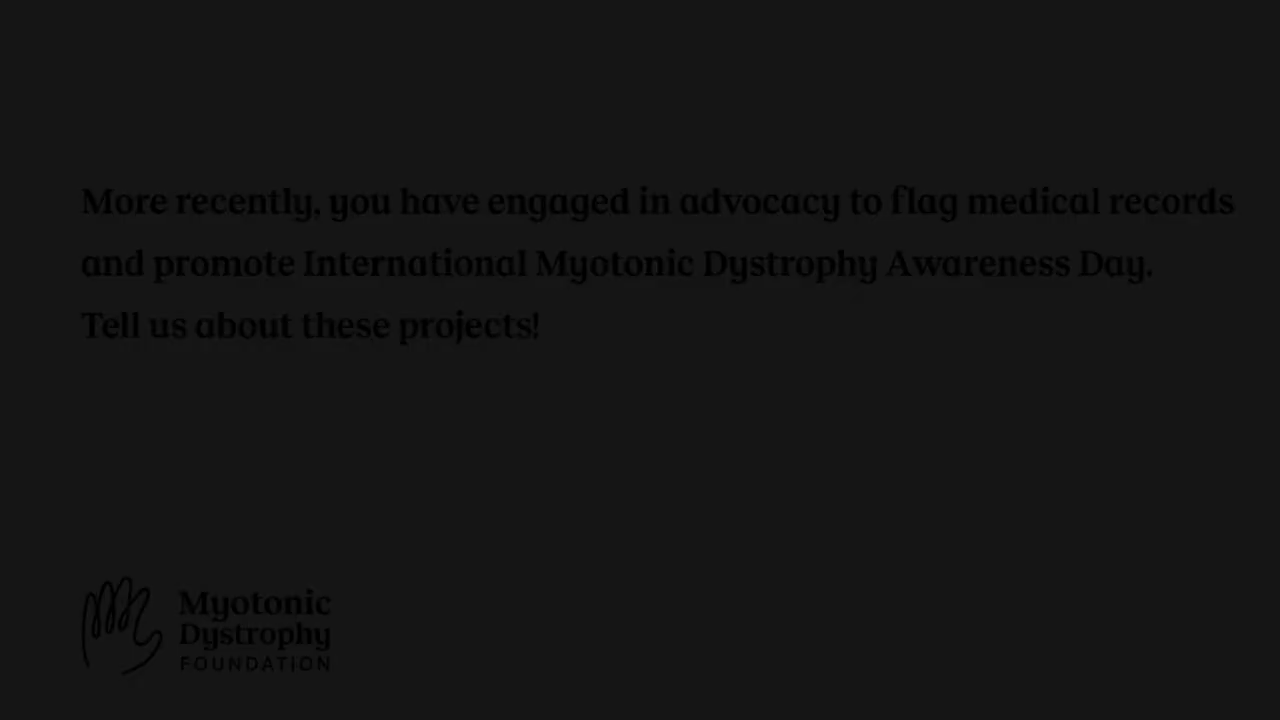 More recently, you have engaged in advocacy to flag medical records
and promote International Myotonic Dystrophy Awareness Day.
Tell us about these projects!
Myotonic
Dystrophy
FOUNDATION